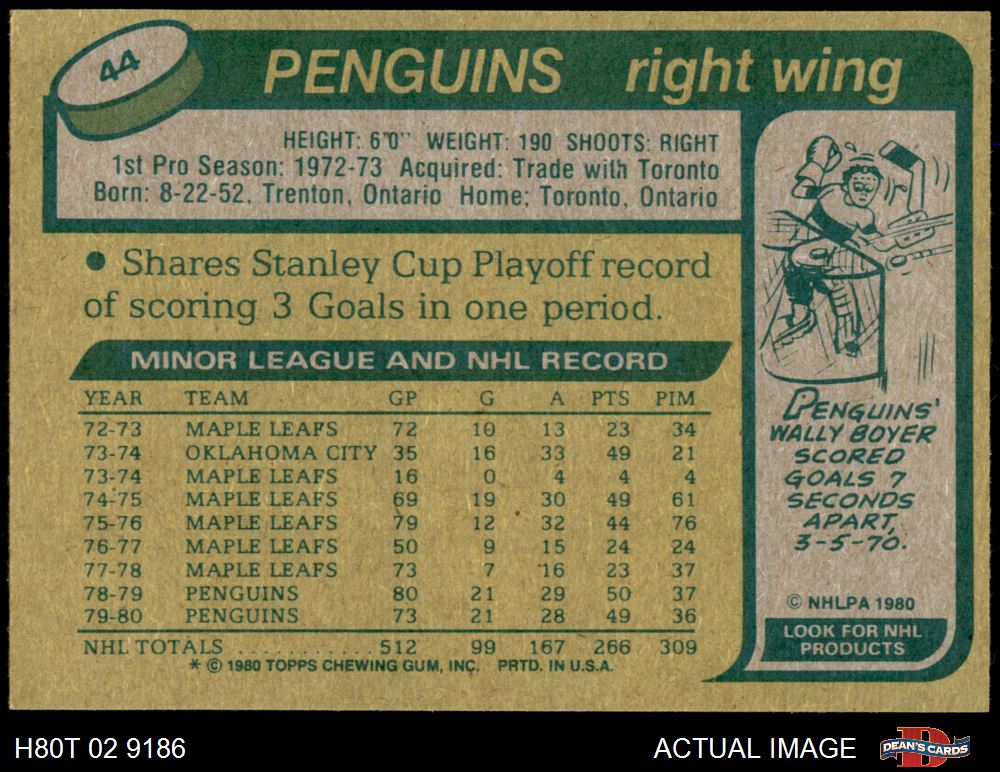 44
PENGUINS right wing
HEIGHT: 6'0" WEIGHT: 190 SHOOTS: RIGHT
1st Pro Season: 1972-73 Acquired: Trade with Toronto
Born: 8-22-52, Trenton, Ontario Home; Toronto, Ontario
• Shares Stanley Cup Playoff record
of scoring 3 Goals in one period.
MINOR LEAGUE AND NHL RECORD
YEAR TEAM GP G A PTS PIM
72-73 MAPLE LEAFS 72 10 13 23 34
73-74 OKLAHOMA CITY 35 16 33 49 21
73-74 MAPLE LEAFS 16 0 4 4 4
74-75 MAPLE LEAFS 69 19 30 49 61
75-76 MAPLE LEAFS 79 12 32 44 76
76-77 MAPLE LEAFS 50 9 15 24 24
77-78 MAPLE LEAFS 73 7 16 23 37
78-79 PENGUINS 80 21 29 50 37
79-80 PENGUINS 73 21 28 49 36
NHL TOTALS ........... 512 99 167 266 309
* © 1980 TOPPS CHEWING GUM, INC. PRTD. IN U.S.A.
PENGUINS'
WALLY BOYER
SCORED
GOALS 7
SECONDS
APART,
3-5-70.
© NHLPA 1980
LOOK FOR NHL
PRODUCTS
H80T 02 9186
ACTUAL IMAGE
D
DEAN'S CARDS